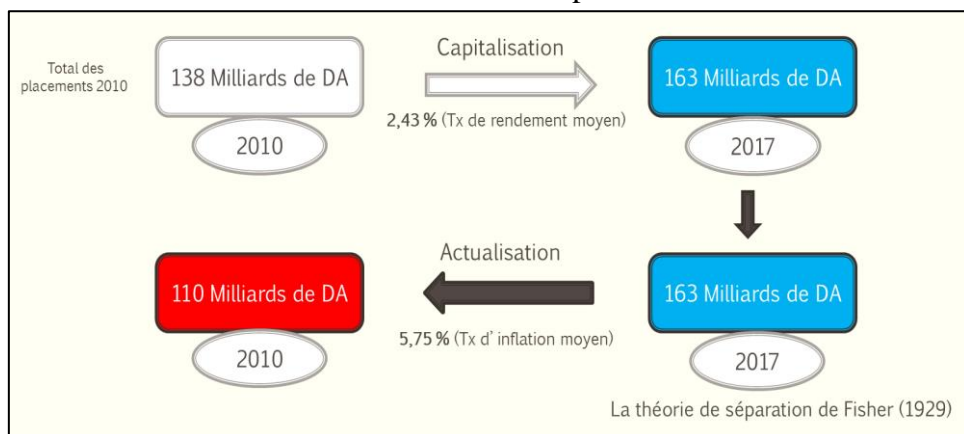 Total des
placements 2010
138 Milliards de DA
2010
Capitalisation
2,43 % (Tx de rendement moyen)
163 Milliards de DA
2017
110 Milliards de DA
2010
Actualisation
5,75 % (Tx d' inflation moyen)
163 Milliards de DA
2017
La théorie de séparation de Fisher (1929)